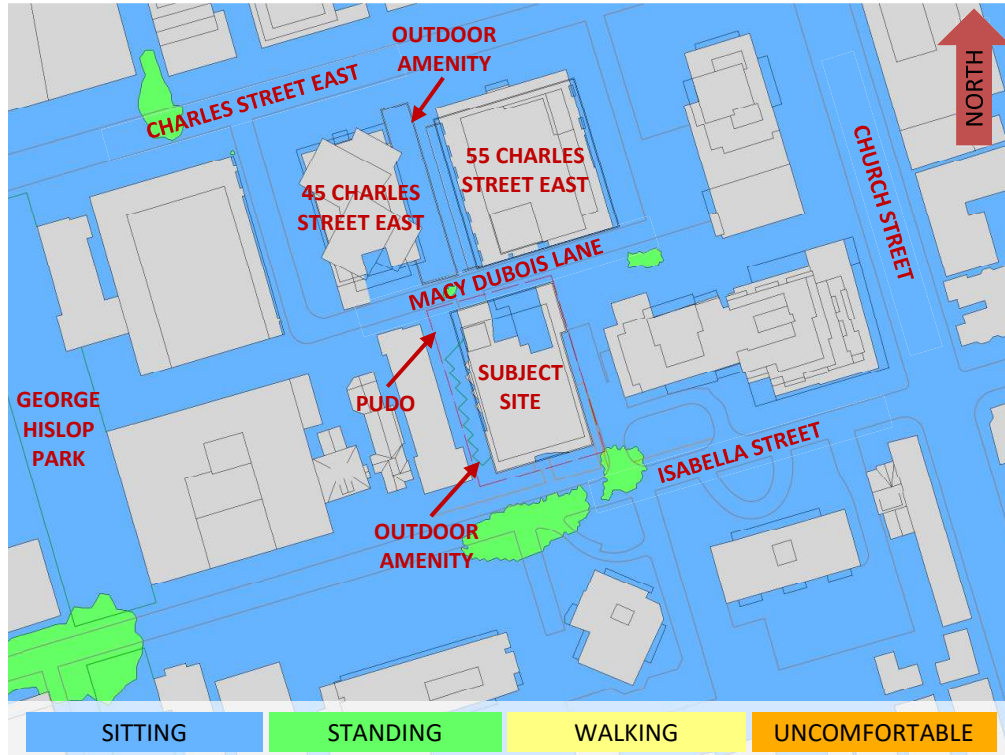 OUTDOOR
AMENITY
NORTH
CHARLES STREET EAST
55 CHARLES
STREET EAST
CHURCH STREET
45 CHARLES
STREET EAST
MACY DUBOIS LANE
SUBJECT
SITE
PUDO
GEORGE
HISLOP
PARK
ISABELLA STREET
OUTDOOR
AMENITY
SITTING
STANDING
WALKING
UNCOMFORTABLE